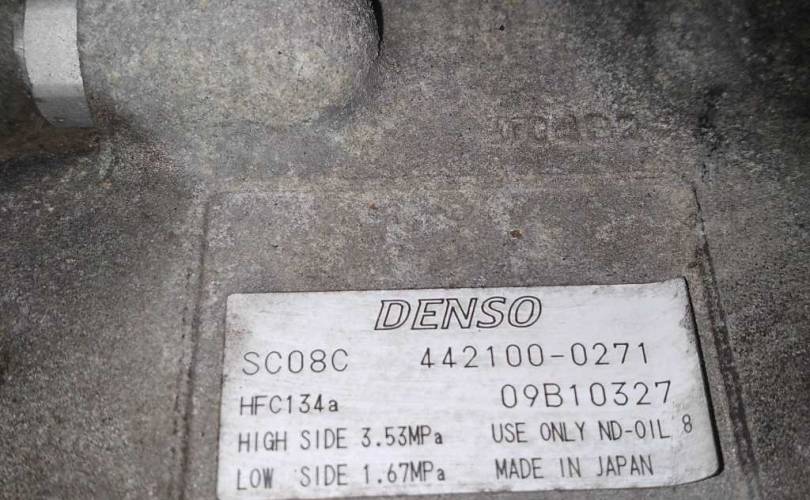 DENSO
SC08C 442100-0271
HFC134a 09B10327
HIGH SIDE 3.53MPa USE ONLY ND-OIL 8
LOW SIDE 1.67MPa MADE IN JAPAN